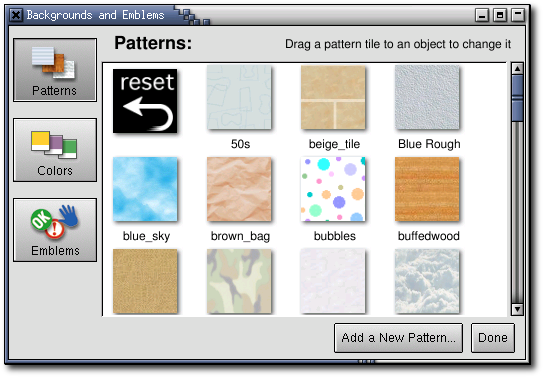 Backgrounds and Emblems
Patterns:
Drag a pattern tile to an object to change it
Patterns
Colors
OK
!
Emblems
reset
50s
beige_tile
Blue Rough
blue_sky
brown_bag
bubbles
buffedwood
Add a New Pattern...
Done